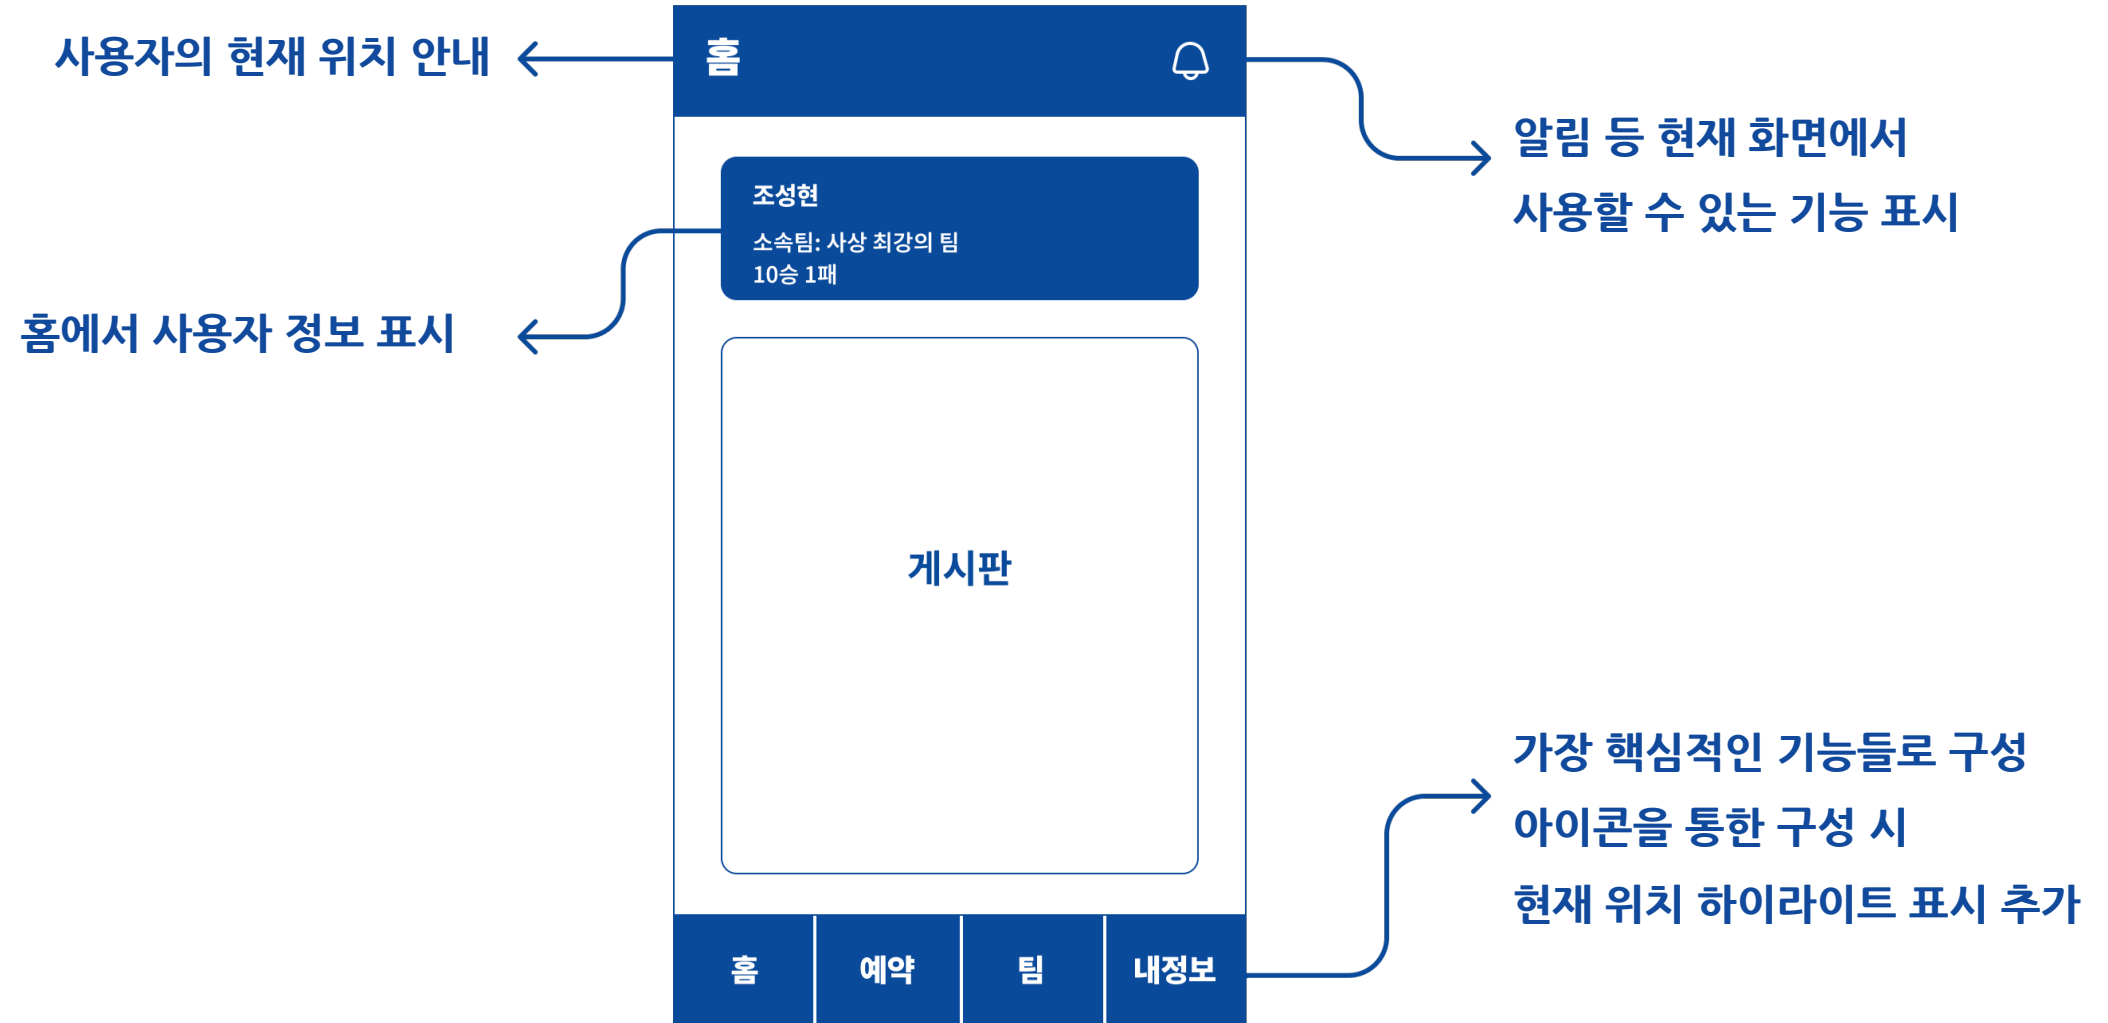 사용자의 현재 위치 안내
홈
알림 등 현재 화면에서
사용할 수 있는 기능 표시
조성현
소속팀: 사상 최강의 팀
10승 1패
홈에서 사용자 정보 표시
게시판
가장 핵심적인 기능들로 구성
아이콘을 통한 구성 시
현재 위치 하이라이트 표시 추가
홈
예약
팀
내정보